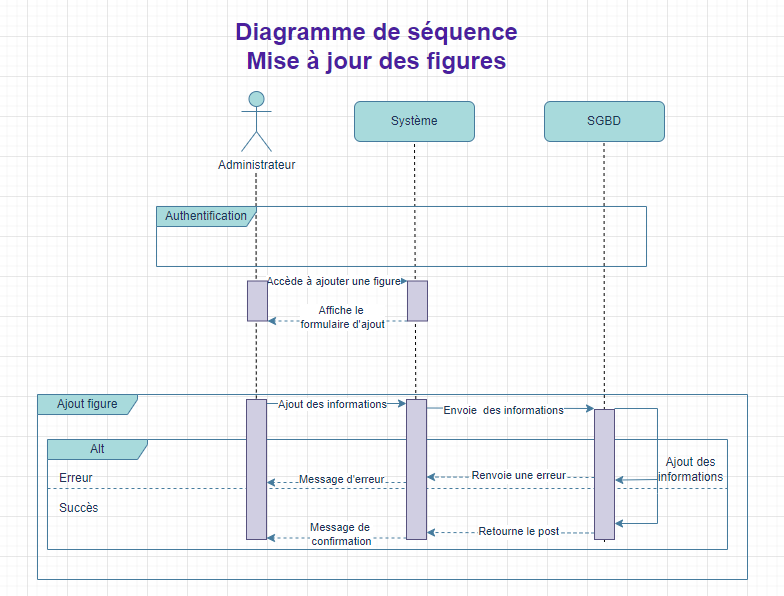 Diagramme de séquence
Mise à jour des figures
Système
SGBD
Administrateur
Authentification
Accède à ajouter une figure
Affiche le
formulaire d'ajout
Ajout figure
Ajout des informations
Envoie des informations
Alt
Ajout des
informations
Erreur
Message d'erreur
Renvoie une erreur
Succès
Message de
confirmation
Retourne le post